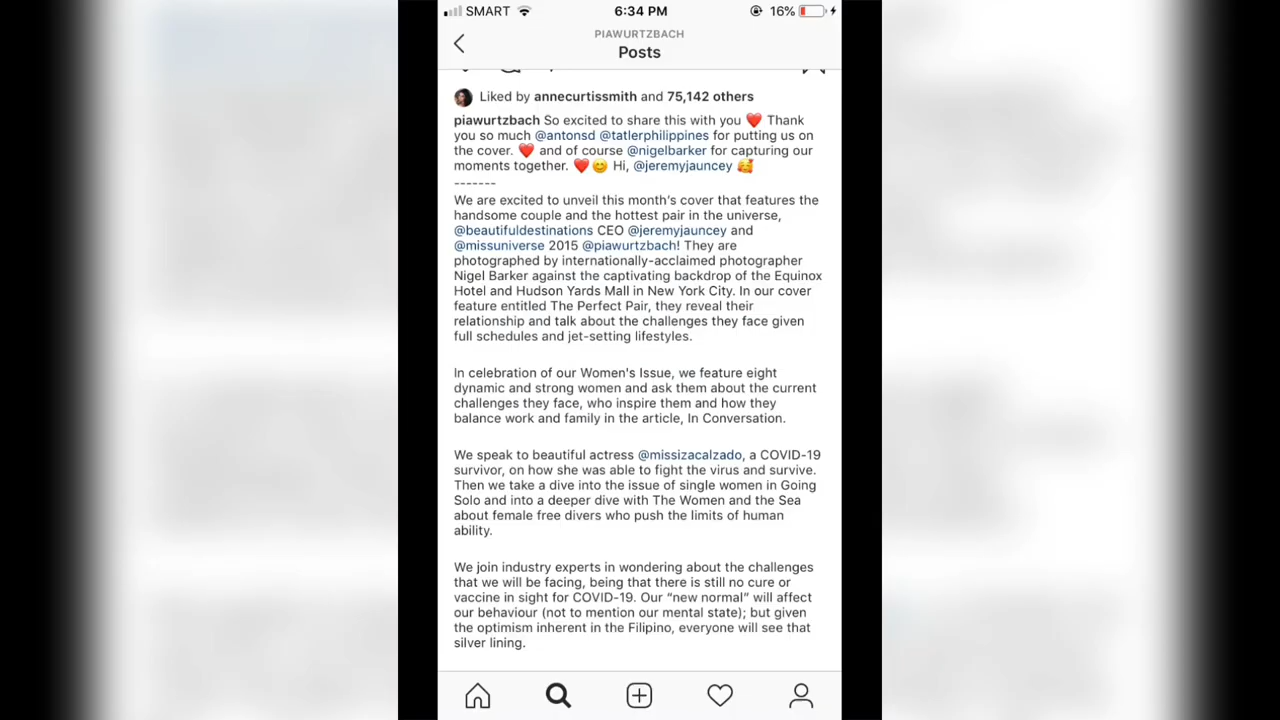 SMART 6:34 PM 16%
PIAWURTZBACH
Posts
Liked by annecurtissmith and 75,142 others
piawurtzbach So excited to share this with you ❤️ Thank
you so much @antonsd @tatlerphilippines for putting us on
the cover. ❤️ and of course @nigelbarker for capturing our
moments together. ❤️😊 Hi, @jeremyjauncey 🥰
-------
We are excited to unveil this month's cover that features the
handsome couple and the hottest pair in the universe,
@beautifuldestinations CEO @jeremyjauncey and
@missuniverse 2015 @piawurtzbach! They are
photographed by internationally-acclaimed photographer
Nigel Barker against the captivating backdrop of the Equinox
Hotel and Hudson Yards Mall in New York City. In our cover
feature entitled The Perfect Pair, they reveal their
relationship and talk about the challenges they face given
full schedules and jet-setting lifestyles.
In celebration of our Women's Issue, we feature eight
dynamic and strong women and ask them about the current
challenges they face, who inspire them and how they
balance work and family in the article, In Conversation.
We speak to beautiful actress @missizacalzado, a COVID-19
survivor, on how she was able to fight the virus and survive.
Then we take a dive into the issue of single women in Going
Solo and into a deeper dive with The Women and the Sea
about female free divers who push the limits of human
ability.
We join industry experts in wondering about the challenges
that we will be facing, being that there is still no cure or
vaccine in sight for COVID-19. Our “new normal” will affect
our behaviour (not to mention our mental state); but given
the optimism inherent in the Filipino, everyone will see that
silver lining.